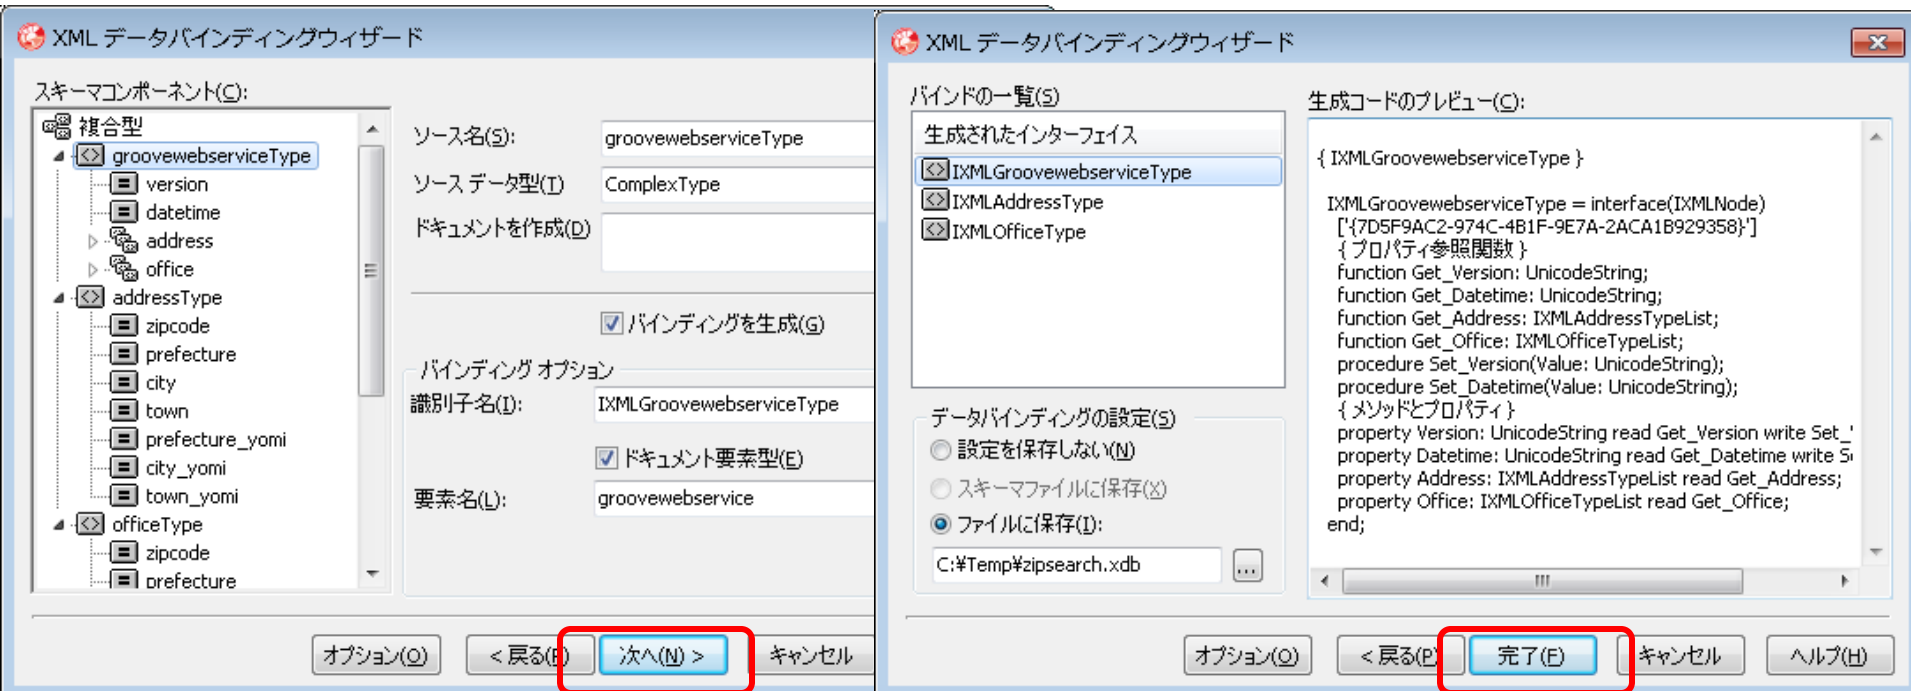 XML データバインディングウィザード
スキーマコンポーネント(C):
複合型
groovewebserviceType
version
datetime
address
office
addressType
zipcode
prefecture
city
town
prefecture_yomi
city_yomi
town_yomi
officeType
zipcode
prefecture
ソース名(S):
groovewebserviceType
ソース データ型(T)
ComplexType
ドキュメントを作成(D)
バインディングを生成(G)
バインディング オプション
識別子名(I):
IXMLGroovewebserviceType
ドキュメント要素型(E)
要素名(L):
groovewebservice
オプション(O)
< 戻る(P)
次へ(N) >
キャンセル
XML データバインディングウィザード
バインドの一覧(S)
生成されたインターフェイス
IXMLGroovewebserviceType
IXMLAddressType
IXMLOfficeType
データバインディングの設定(S)
設定を保存しない(N)
スキーマファイルに保存(X)
ファイルに保存(I):
C:¥Temp¥zipsearch.xdb
...
生成コードのプレビュー(C):
{ IXMLGroovewebserviceType }
IXMLGroovewebserviceType = interface(IXMLNode)
['{7D5F9AC2-974C-4B1F-9E7A-2ACA1B929358}']
{ プロパティ参照関数 }
function Get_Version: UnicodeString;
function Get_Datetime: UnicodeString;
function Get_Address: IXMLAddressTypeList;
function Get_Office: IXMLOfficeTypeList;
procedure Set_Version(Value: UnicodeString);
procedure Set_Datetime(Value: UnicodeString);
{ メソッドとプロパティ }
property Version: UnicodeString read Get_Version write Set_
property Datetime: UnicodeString read Get_Datetime write S
property Address: IXMLAddressTypeList read Get_Address;
property Office: IXMLOfficeTypeList read Get_Office;
end;
オプション(O)
< 戻る(P
完了(F)
キャンセル
ヘルプ(H)